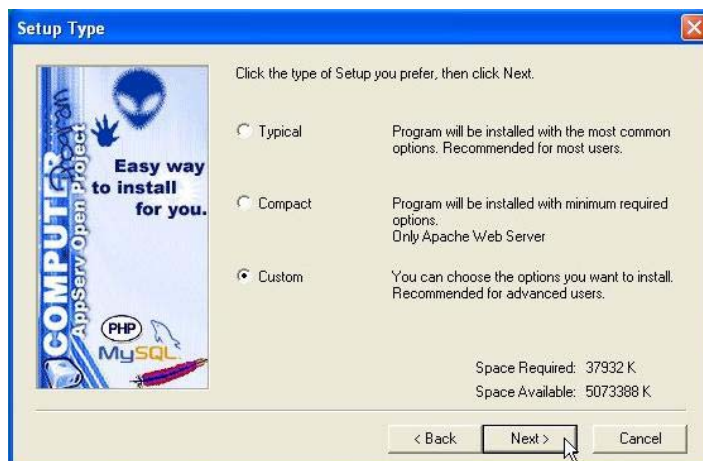 Setup Type
Click the type of Setup you prefer, then click Next.
Typical
Program will be installed with the most common
options. Recommended for most users.
Compact
Program will be installed with minimum required
options.
Only Apache Web Server
Custom
You can choose the options you want to install.
Recommended for advanced users.
Space Required: 37932 K
Space Available: 5073388 K
COMPUTER
Program
AppServ Open Project
Easy way
to install
for you.
PHP
MySQL
< Back
Next >
Cancel